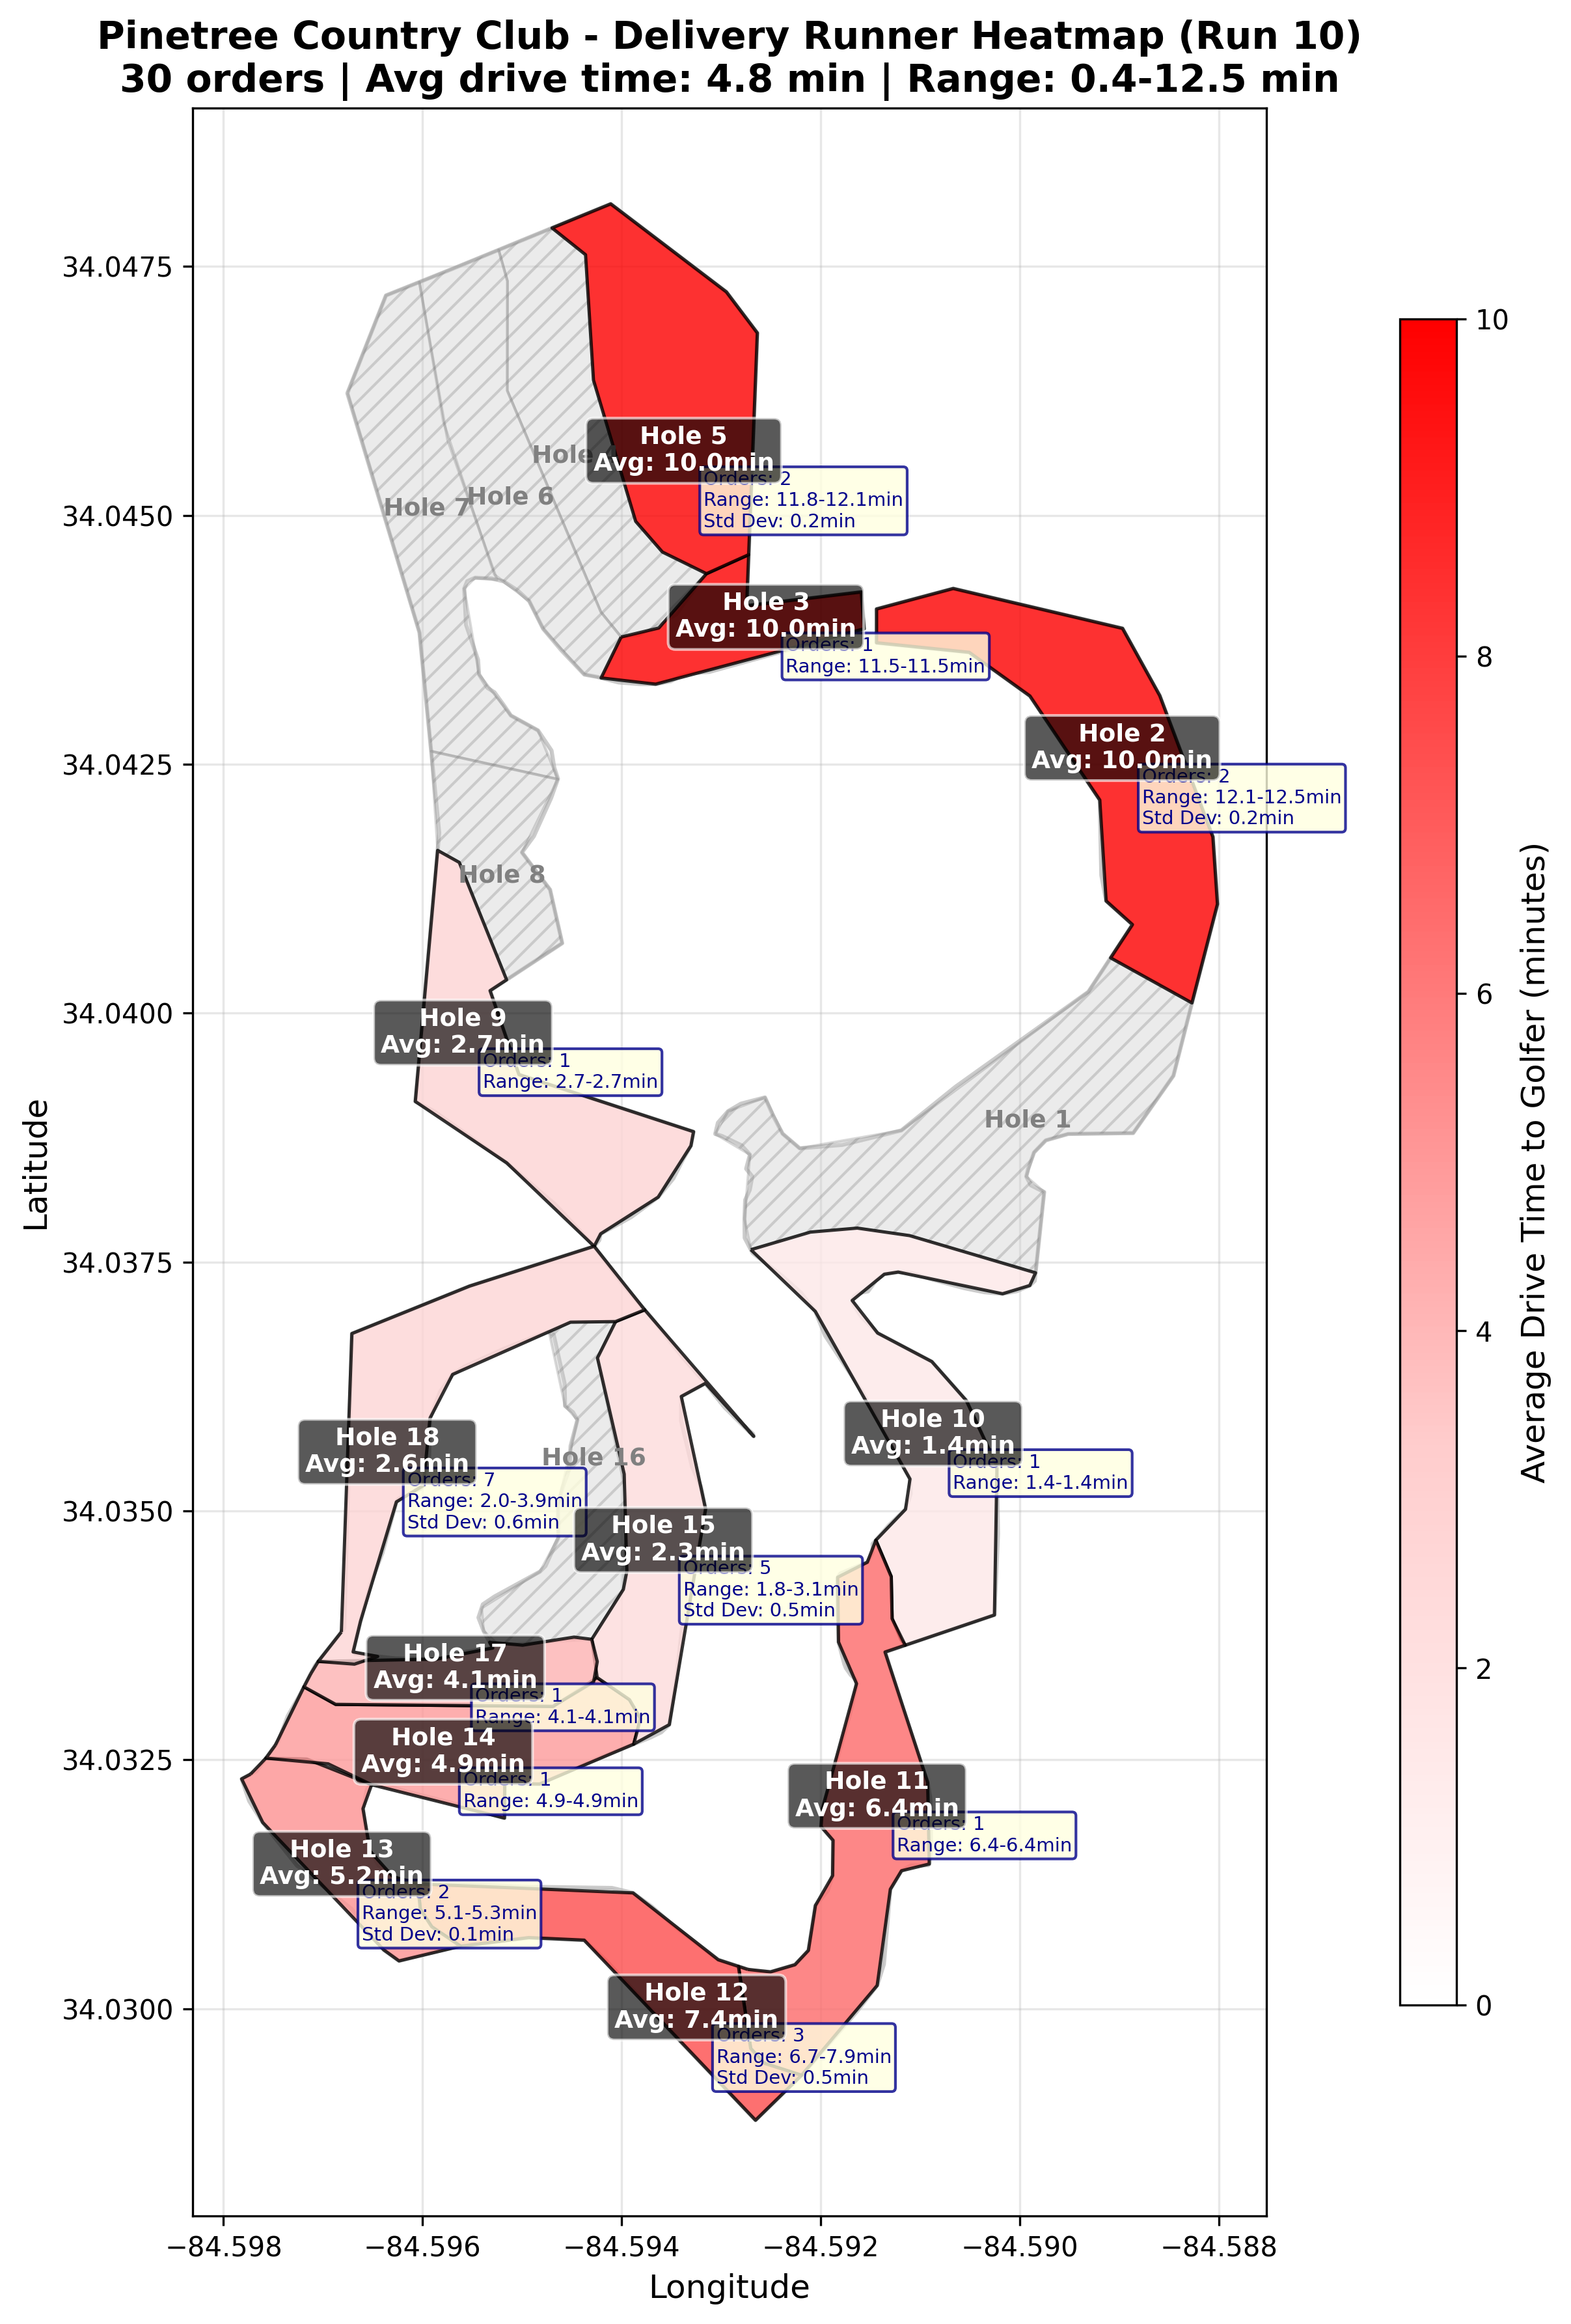 Pinetree Country Club - Delivery Runner Heatmap (Run 10)
30 orders | Avg drive time: 4.8 min | Range: 0.4-12.5 min
34.0475
34.0450
34.0425
34.0400
34.0375
34.0350
34.0325
34.0300
Latitude
−84.598
−84.596
−84.594
−84.592
−84.590
−84.588
Longitude
Hole 5
Avg: 10.0min
Orders: 2
Range: 11.8-12.1min
Std Dev: 0.2min
Hole
Hole 6
Hole 7
Hole 3
Avg: 10.0min
Orders: 1
Range: 11.5-11.5min
Hole 2
Avg: 10.0min
Orders: 2
Range: 12.1-12.5min
Std Dev: 0.2min
Hole 8
Hole 9
Avg: 2.7min
Orders: 1
Range: 2.7-2.7min
Hole 1
Hole 10
Avg: 1.4min
Orders: 1
Range: 1.4-1.4min
Hole 18
Avg: 2.6min
Orders: 7
Range: 2.0-3.9min
Std Dev: 0.6min
Hole 16
Hole 15
Avg: 2.3min
Orders: 5
Range: 1.8-3.1min
Std Dev: 0.5min
Hole 17
Avg: 4.1min
Orders: 1
Range: 4.1-4.1min
Hole 14
Avg: 4.9min
Orders: 1
Range: 4.9-4.9min
Hole 11
Avg: 6.4min
Orders: 1
Range: 6.4-6.4min
Hole 13
Avg: 5.2min
Orders: 2
Range: 5.1-5.3min
Std Dev: 0.1min
Hole 12
Avg: 7.4min
Orders: 3
Range: 6.7-7.9min
Std Dev: 0.5min
10
8
6
4
2
0
Average Drive Time to Golfer (minutes)